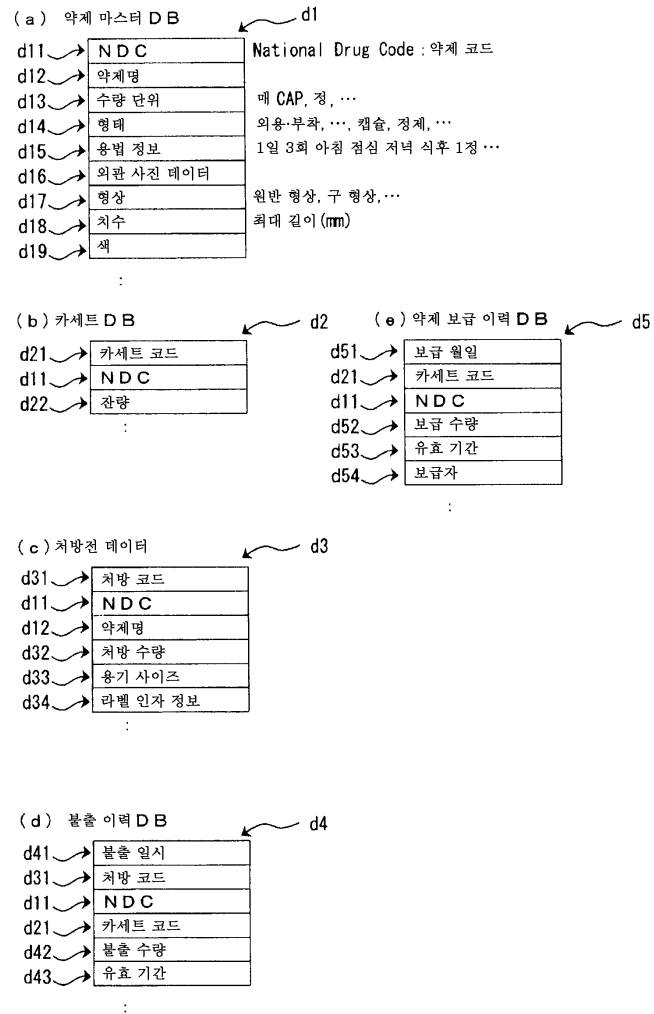 (a) 약제 마스터 DB
d1
d11 NDC National Drug Code : 약제 코드
d12 약제명
d13 수량 단위 매 CAP, 정, …
d14 형태 외용·부착, …, 캡슐, 정제, …
d15 용법 정보 1일 3회 아침 점심 저녁 식후 1정 …
d16 외관 사진 데이터
d17 형상 원반 형상, 구 형상, …
d18 치수 최대 길이(mm)
d19 색
:
(b) 카세트 DB
d2
d21 카세트 코드
d11 NDC
d22 잔량
:
(e) 약제 보급 이력 DB
d5
d51 보급 월일
d21 카세트 코드
d11 NDC
d52 보급 수량
d53 유효 기간
d54 보급자
:
(c) 처방전 데이터
d3
d31 처방 코드
d11 NDC
d12 약제명
d32 처방 수량
d33 용기 사이즈
d34 라벨 인자 정보
:
(d) 불출 이력 DB
d4
d41 불출 일시
d31 처방 코드
d11 NDC
d21 카세트 코드
d42 불출 수량
d43 유효 기간
: